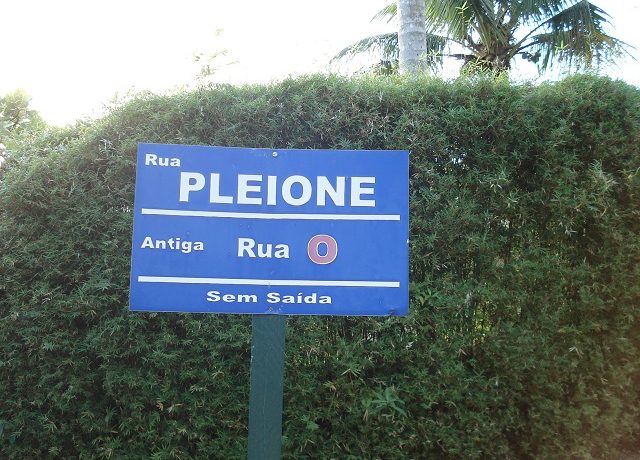 Rua
PLEIONE
Antiga Rua O
Sem Saída